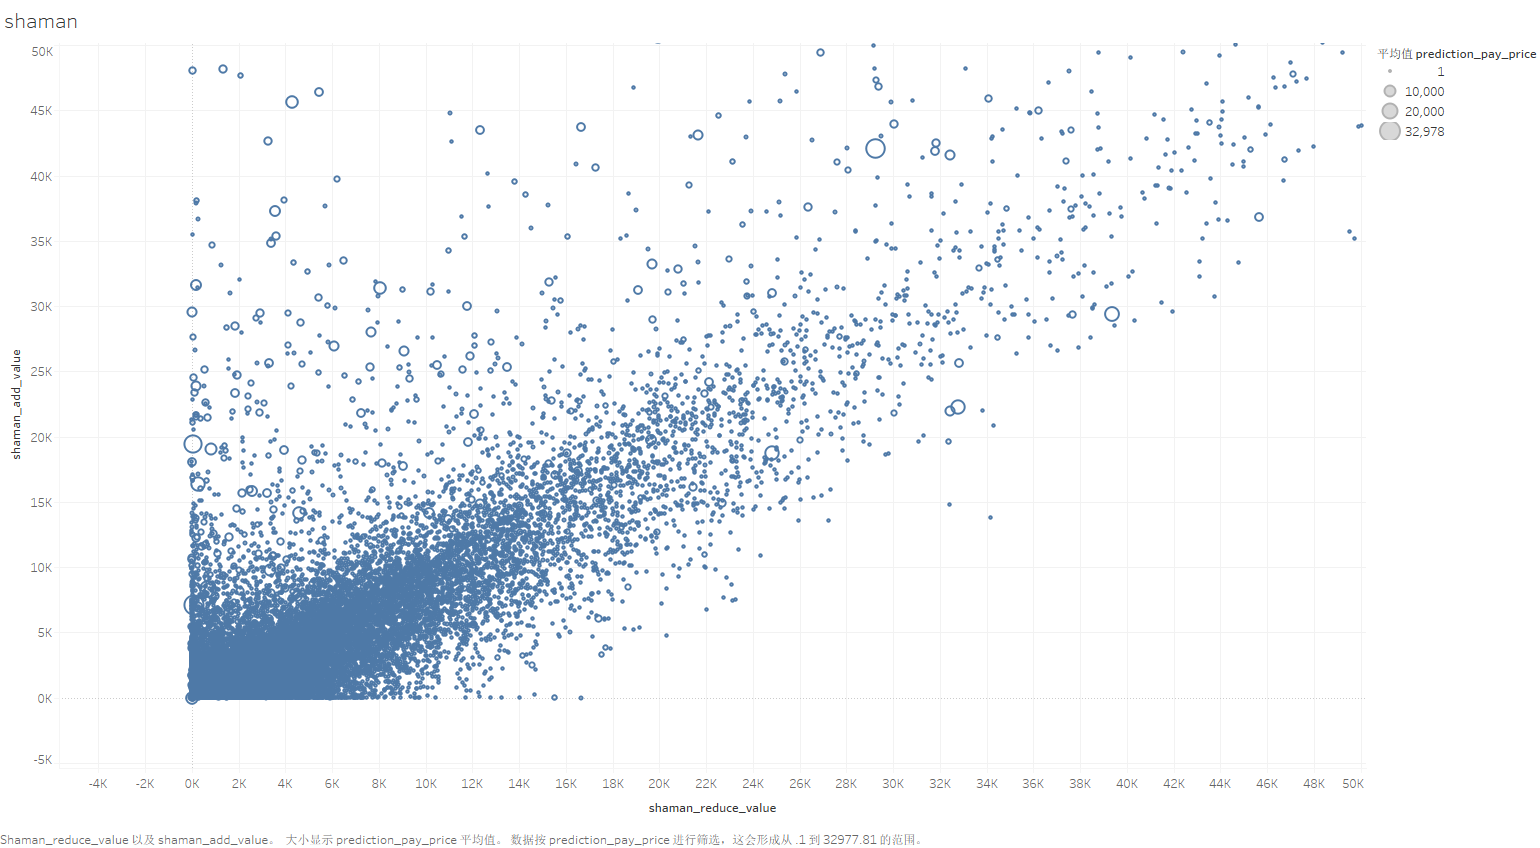 shaman
平均值 prediction_pay_price
1
10,000
20,000
32,978
50K
45K
40K
35K
30K
25K
20K
15K
10K
5K
0K
-5K
shaman_add_value
-4K -2K 0K 2K 4K 6K 8K 10K 12K 14K 16K 18K 20K 22K 24K 26K 28K 30K 32K 34K 36K 38K 40K 42K 44K 46K 48K 50K
shaman_reduce_value
Shaman_reduce_value 以及 shaman_add_value。 大小显示 prediction_pay_price 平均值。 数据按 prediction_pay_price 进行筛选，这会形成从 .1 到 32977.81 的范围。